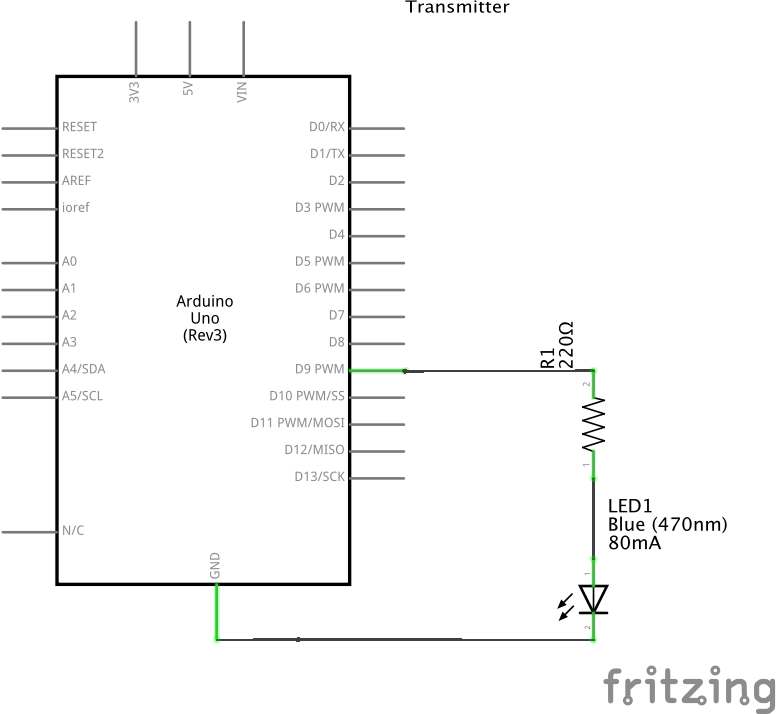 Transmitter
3V3
5V
VIN
RESET
RESET2
AREF
ioref
A0
A1
A2
A3
A4/SDA
A5/SCL
N/C
Arduino
Uno
(Rev3)
D0/RX
D1/TX
D2
D3 PWM
D4
D5 PWM
D6 PWM
D7
D8
D9 PWM
D10 PWM/SS
D11 PWM/MOSI
D12/MISO
D13/SCK
GND
R1
220Ω
2
1
LED1
Blue (470nm)
80mA
1
2
fritzing